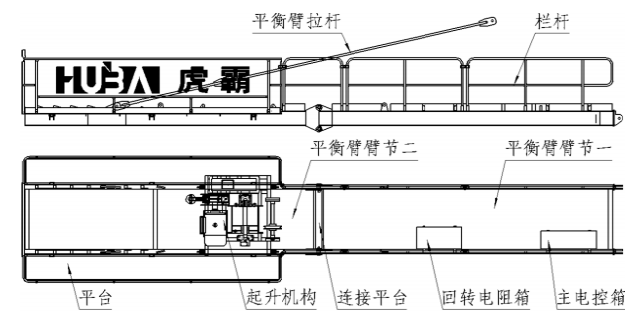 平衡臂拉杆
栏杆
HUBA 虎霸
平衡臂臂节二
平衡臂臂节一
平台
起升机构
连接平台
回转电阻箱
主电控箱